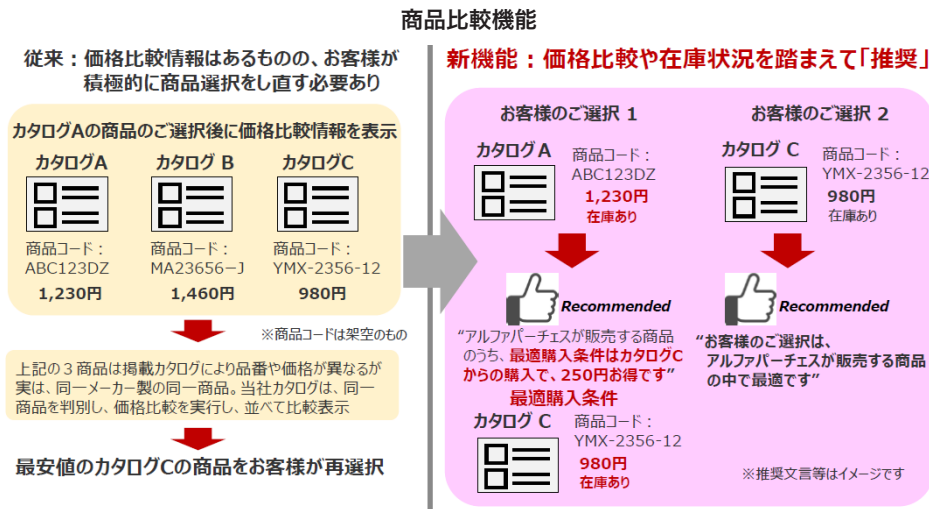 商品比較機能
従来：価格比較情報はあるものの、お客様が
積極的に商品選択をし直す必要あり
カタログAの商品のご選択後に価格比較情報を表示
カタログA
商品コード：
ABC123DZ
1,230円
カタログ B
商品コード：
MA23656−J
1,460円
カタログC
商品コード：
YMX-2356-12
980円
※商品コードは架空のもの
上記の３商品は掲載カタログにより品番や価格が異なるが
実は、同一メーカー製の同一商品。当社カタログは、同一
商品を判別し、価格比較を実行し、並べて比較表示
最安値のカタログCの商品をお客様が再選択
新機能：価格比較や在庫状況を踏まえて「推奨」
お客様のご選択 1
カタログA
商品コード：
ABC123DZ
1,230円
在庫あり
Recommended
“アルファパーチェスが販売する商品
のうち、最適購入条件はカタログC
からの購入で、250円お得です”
最適購入条件
カタログ C
商品コード：
YMX-2356-12
980円
在庫あり
お客様のご選択 2
カタログ C
商品コード：
YMX-2356-12
980円
在庫あり
Recommended
“お客様のご選択は、
アルファパーチェスが販売する商品
の中で最適です”
※推奨文言等はイメージです